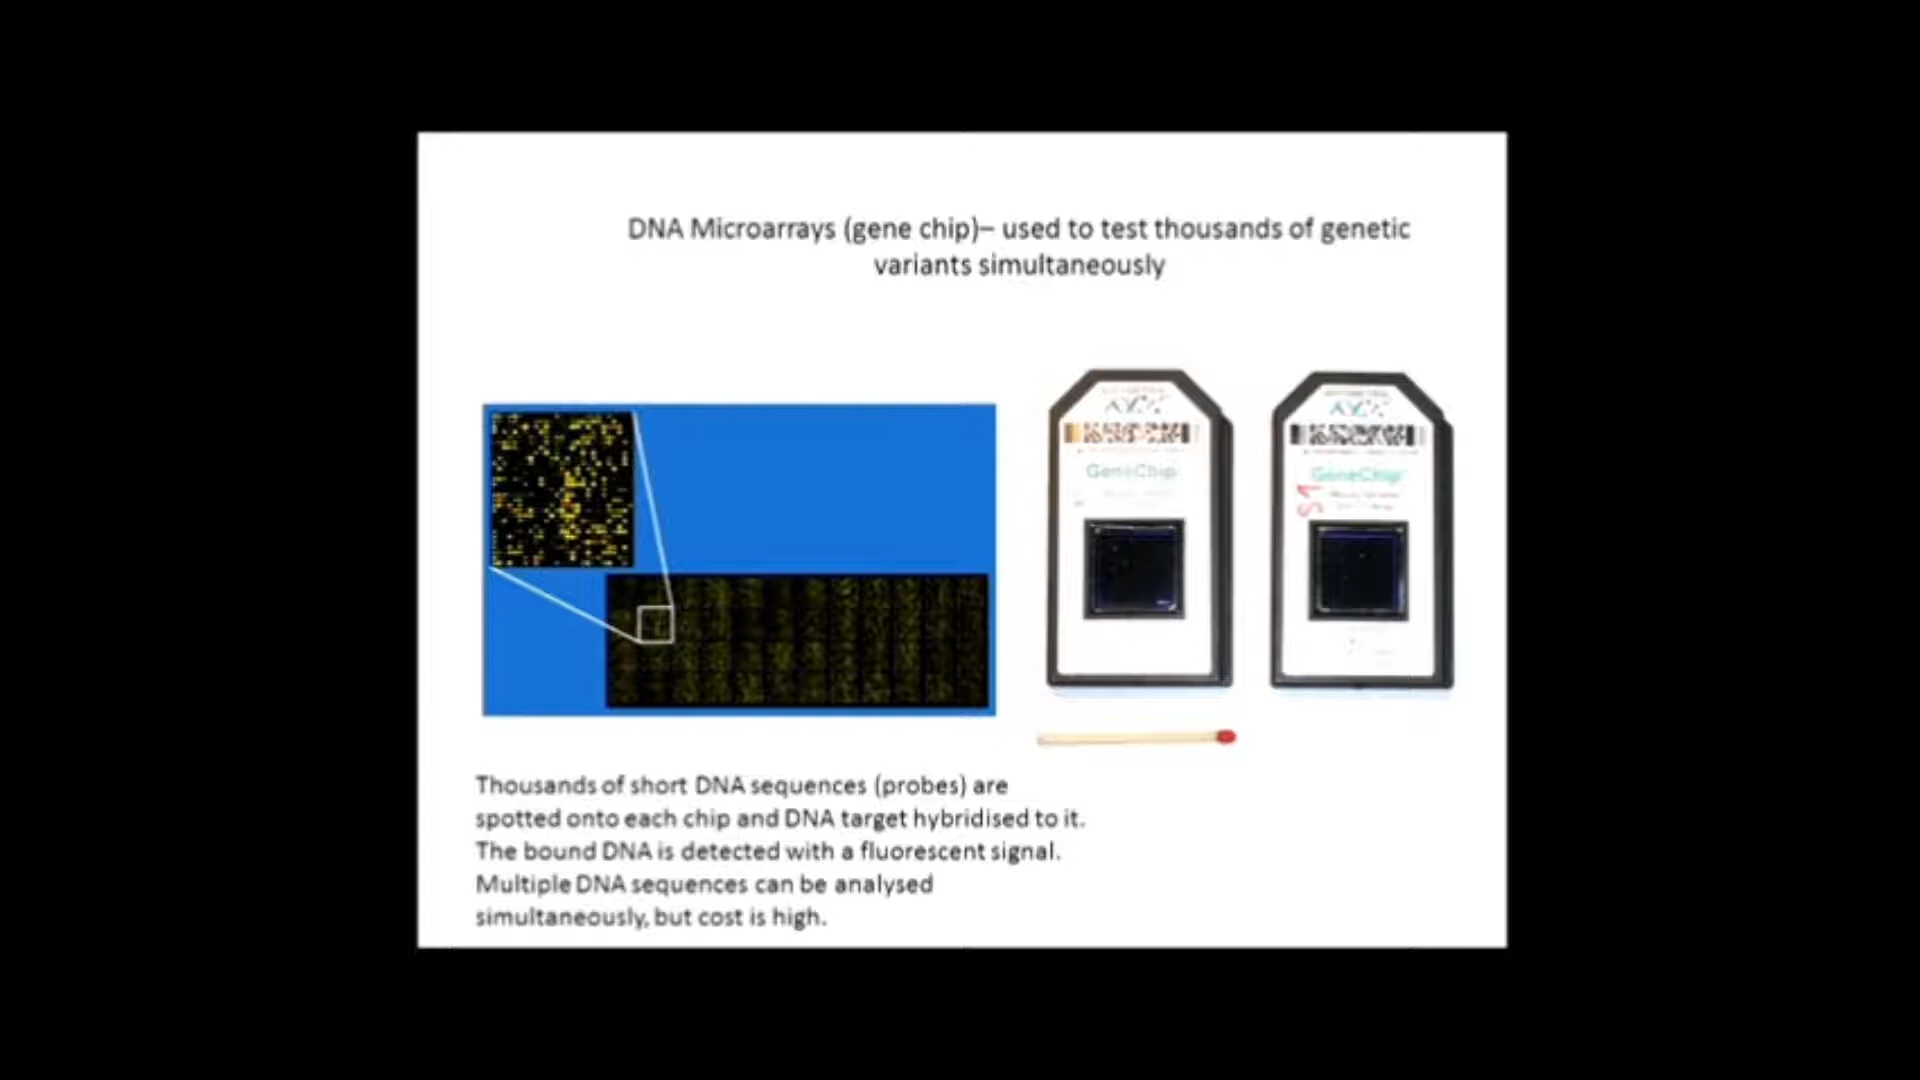 DNA Microarrays (gene chip)– used to test thousands of genetic
variants simultaneously
GeneChip
GeneChip
Thousands of short DNA sequences (probes) are
spotted onto each chip and DNA target hybridised to it.
The bound DNA is detected with a fluorescent signal.
Multiple DNA sequences can be analysed
simultaneously, but cost is high.